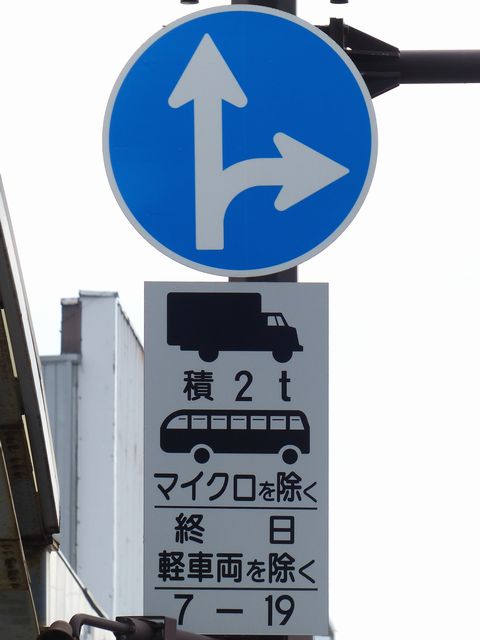 積 2 t
マイクロを除く
終 日
軽車両を除く
7 － 19